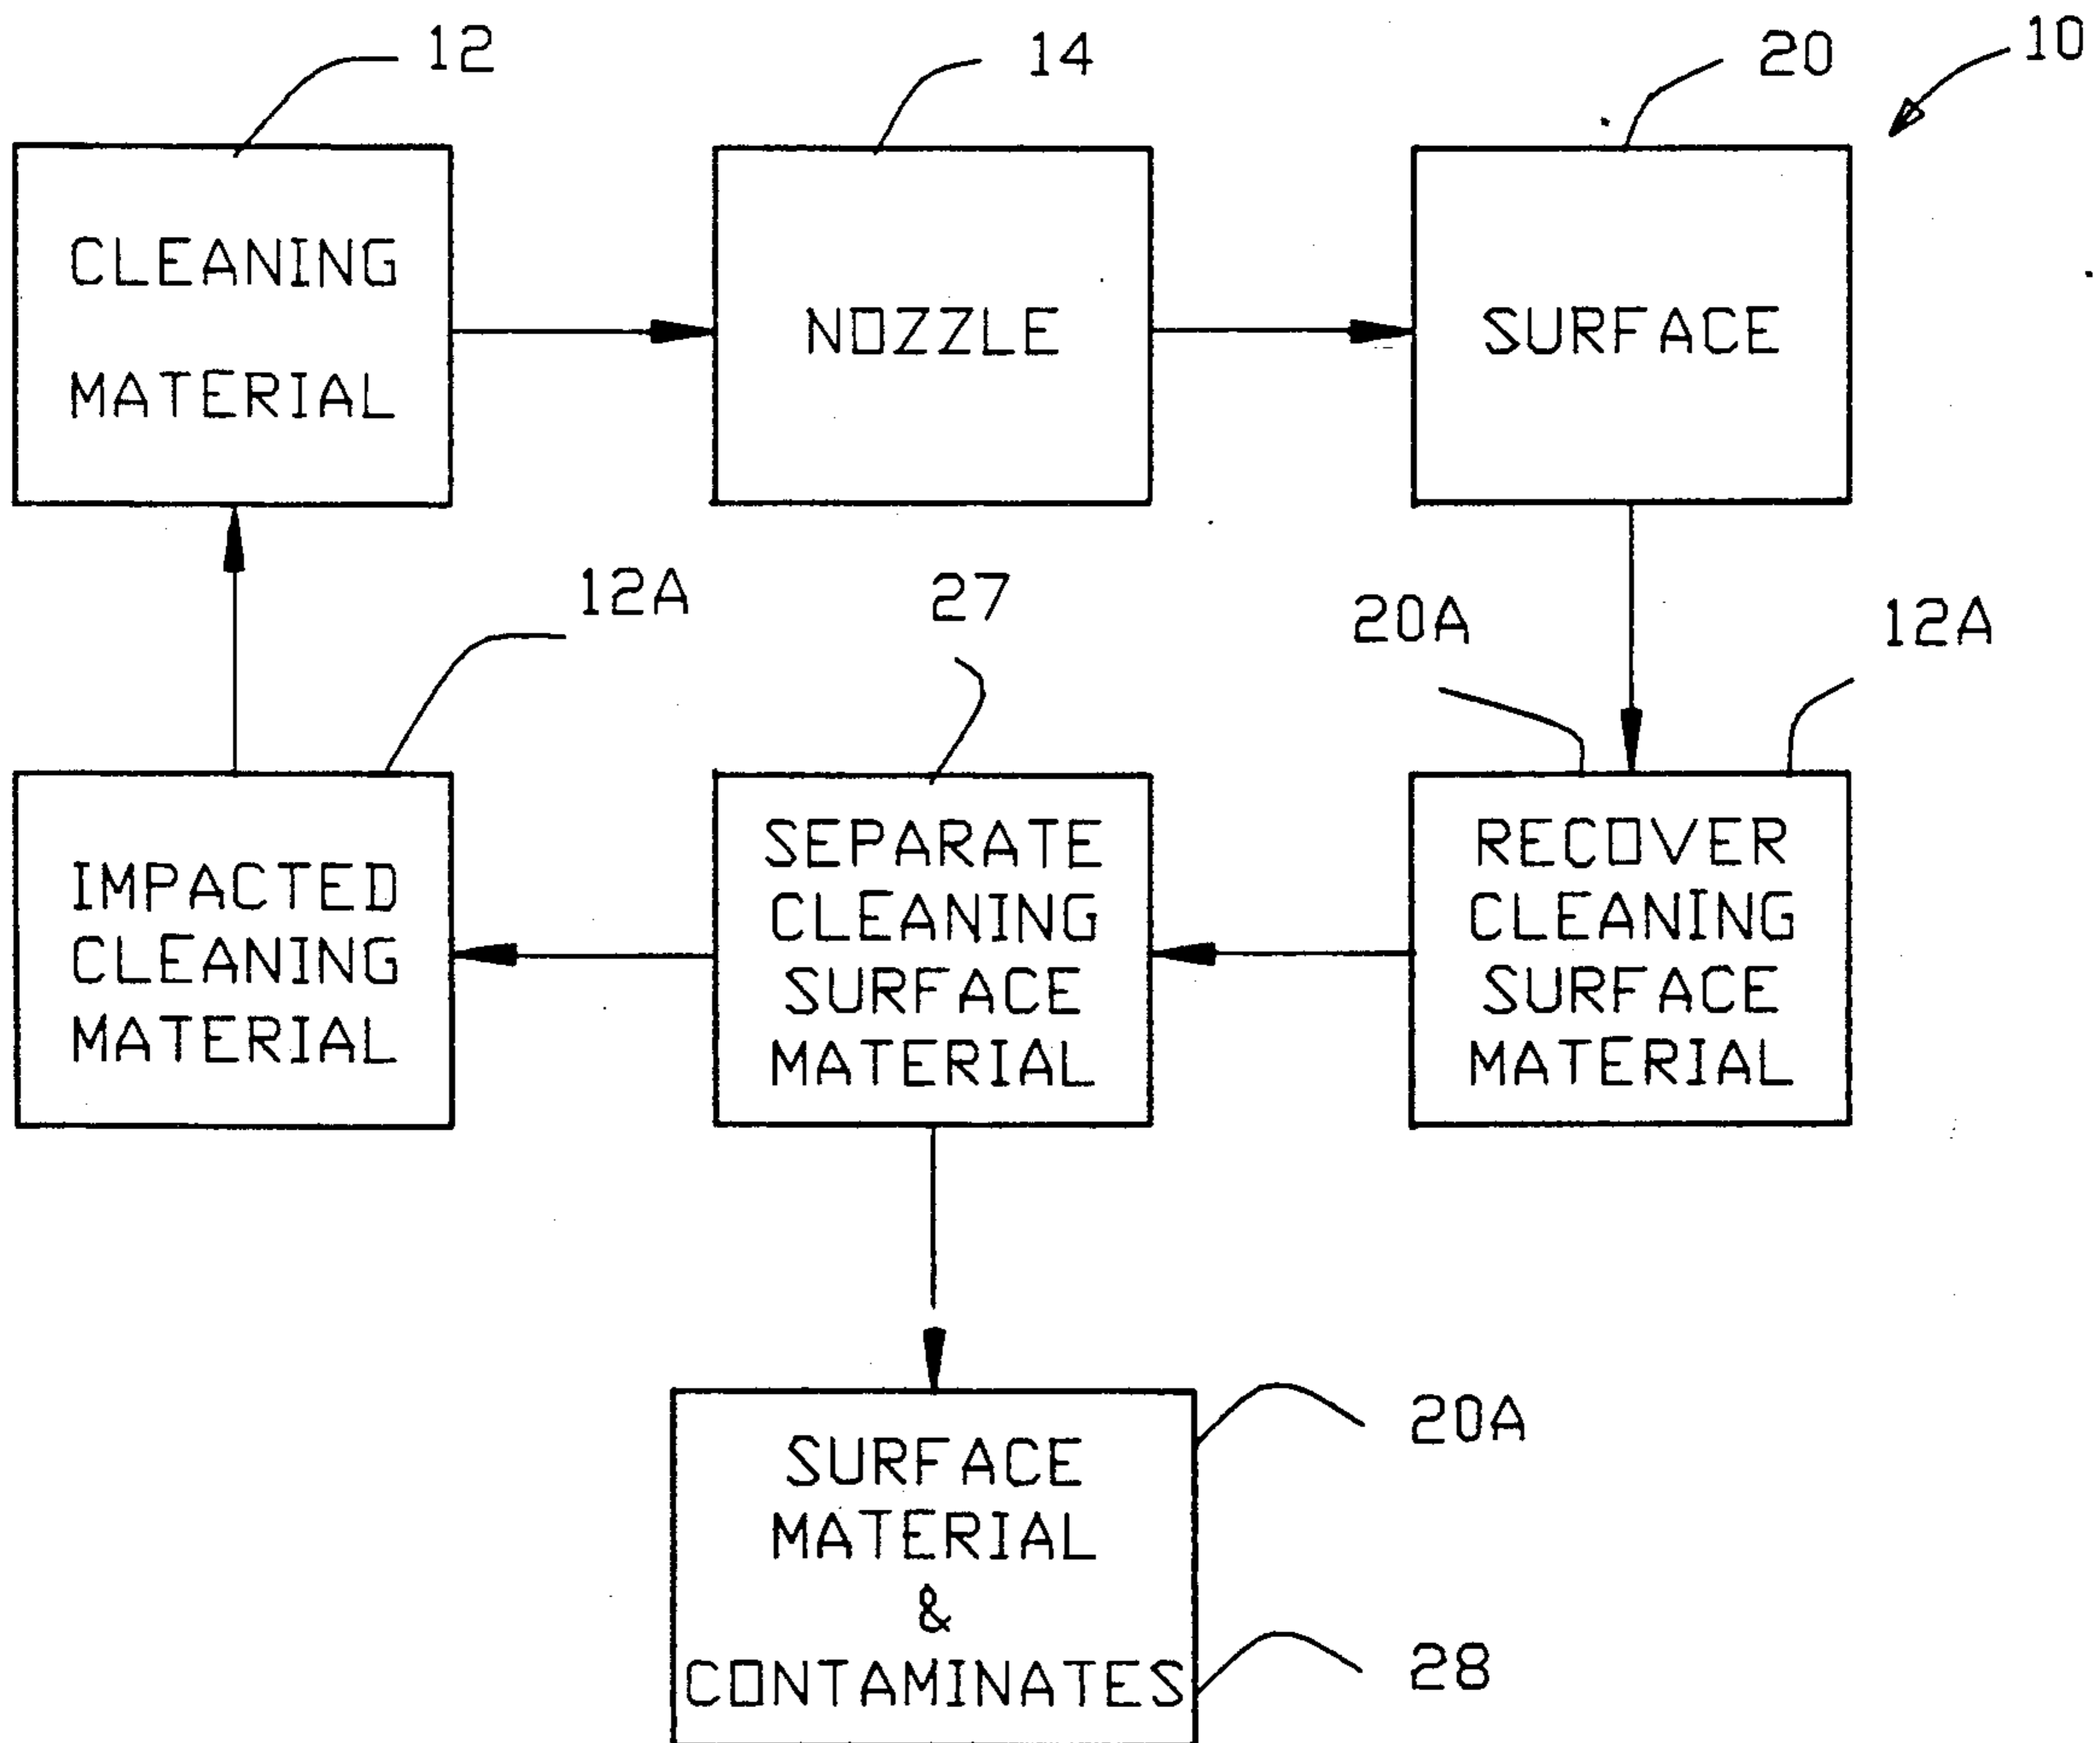 12
14
20
10
CLEANING
MATERIAL
NOZZLE
SURFACE
12A
27
20A
12A
IMPACTED
CLEANING
MATERIAL
SEPARATE
CLEANING
SURFACE
MATERIAL
RECOVER
CLEANING
SURFACE
MATERIAL
SURFACE
MATERIAL
&
CONTAMINATES
20A
28